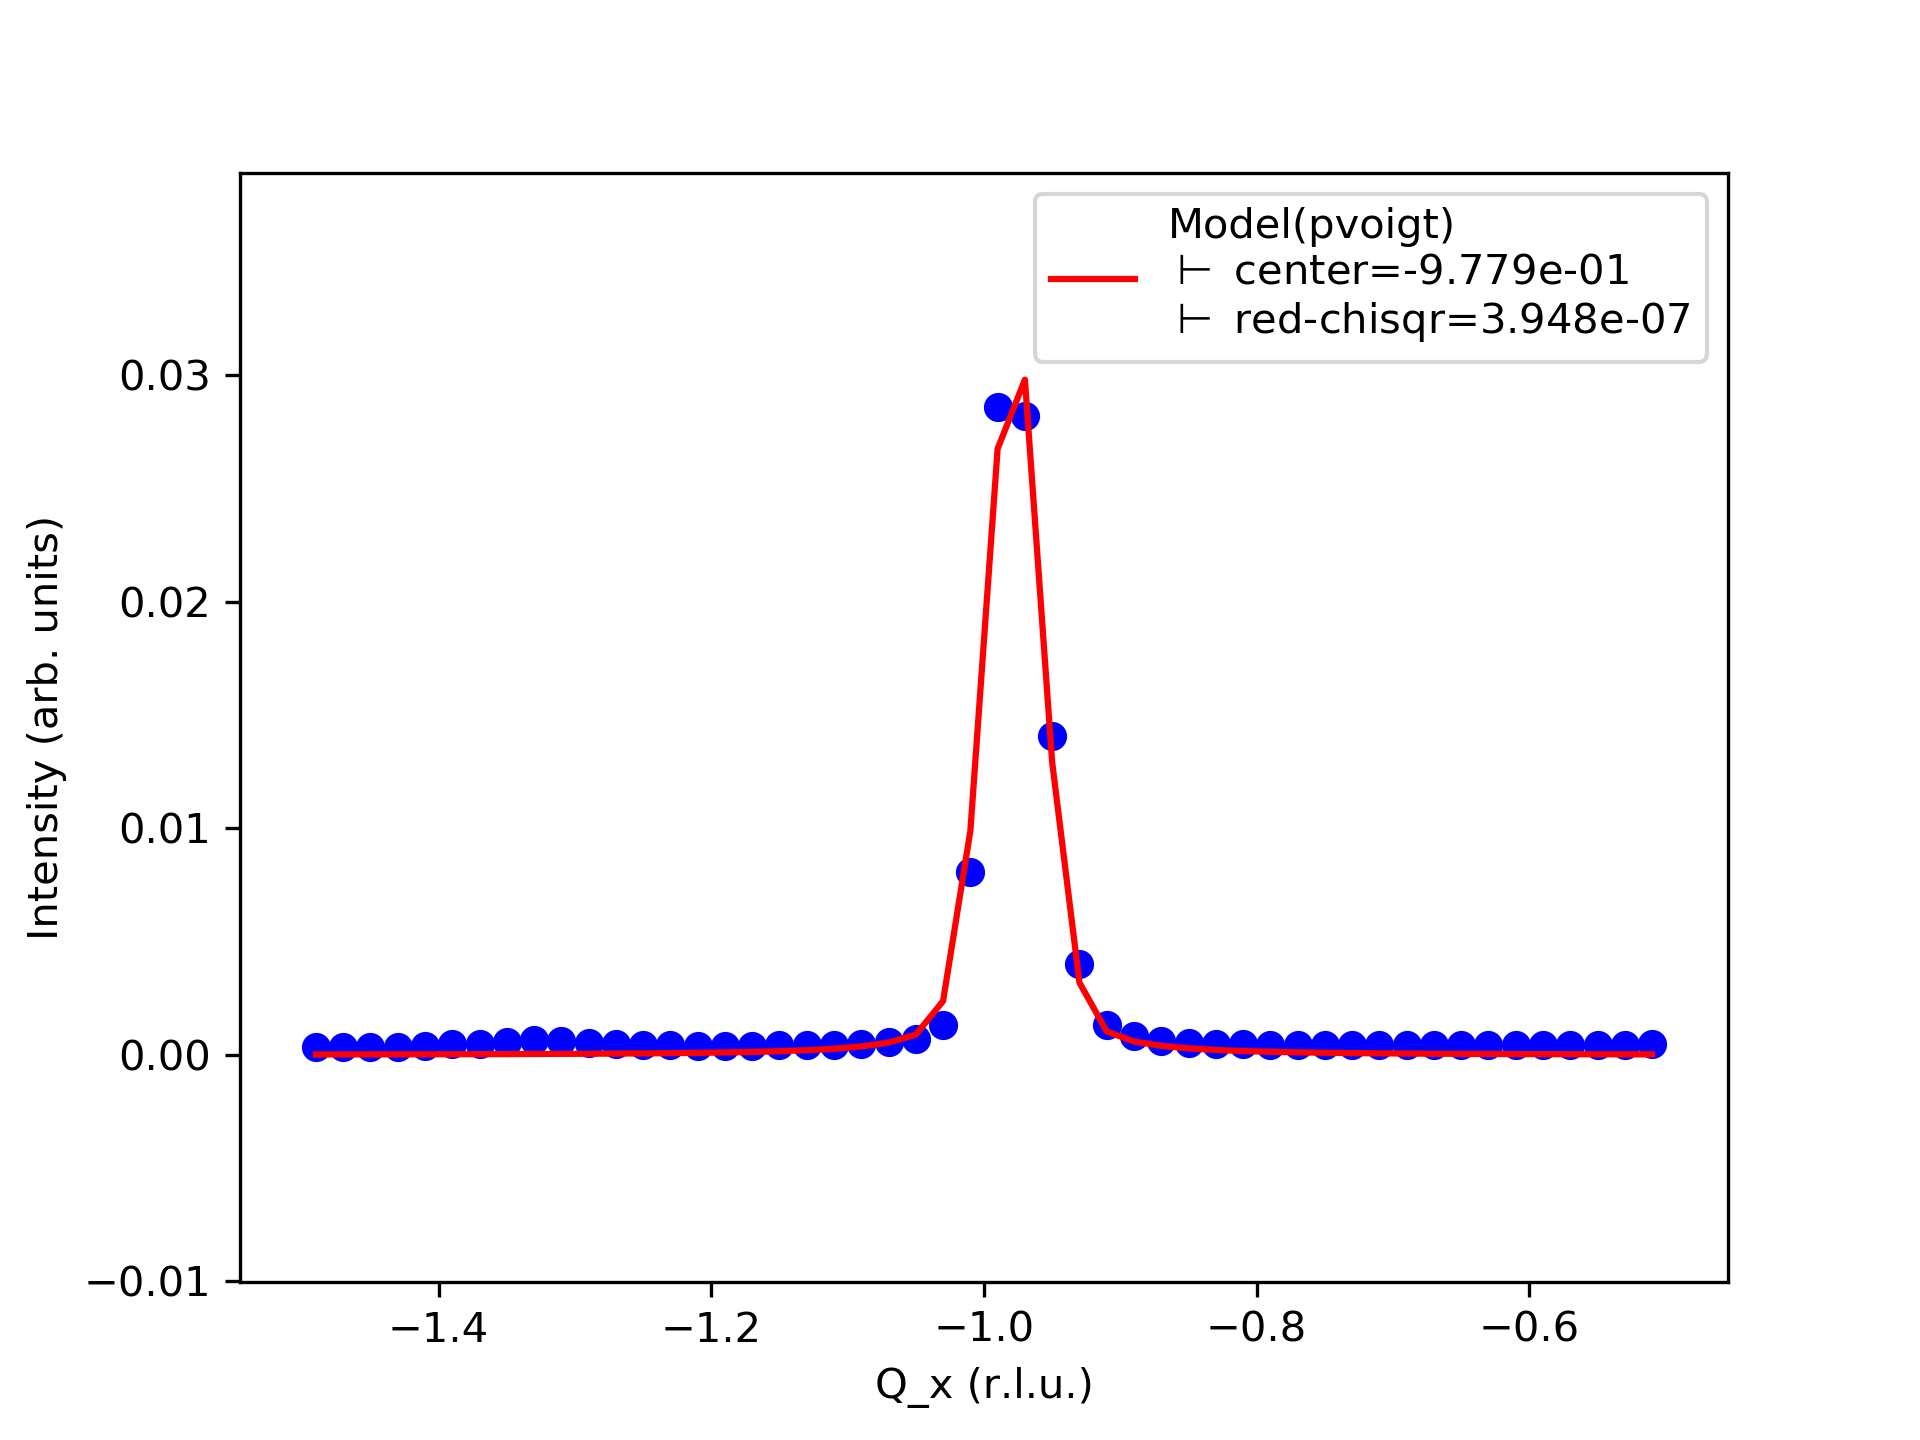 Model(pvoigt)
⊢ center=-9.779e-01
⊢ red-chisqr=3.948e-07
0.03
0.02
0.01
0.00
−0.01
Intensity (arb. units)
−1.4 −1.2 −1.0 −0.8 −0.6
Q_x (r.l.u.)